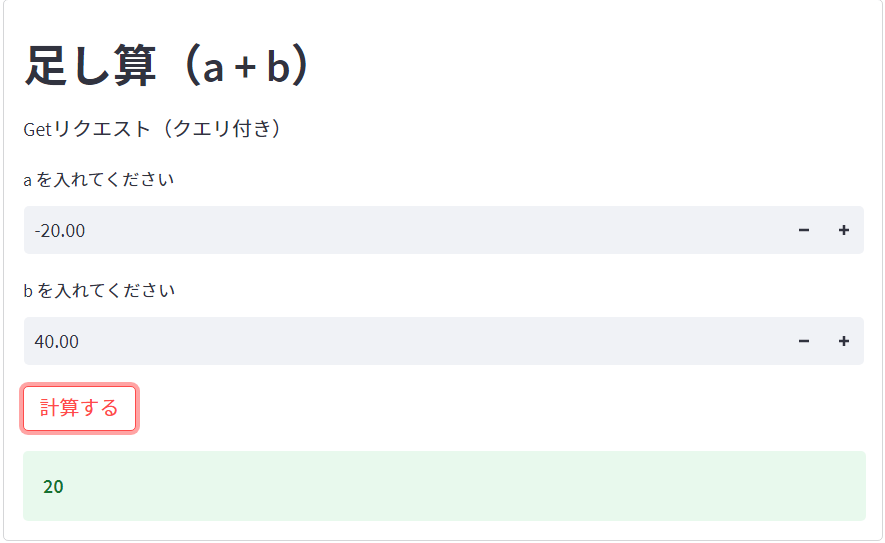 足し算（a + b）
Getリクエスト（クエリ付き）
a を入れてください
-20.00
b を入れてください
40.00
計算する
20